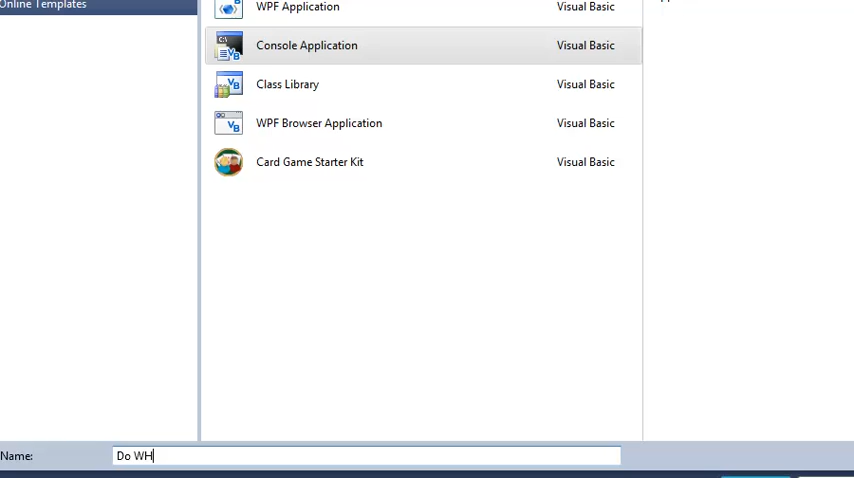 Online Templates
WPF Application Visual Basic
Console Application Visual Basic
Class Library Visual Basic
WPF Browser Application Visual Basic
Card Game Starter Kit Visual Basic
Name: Do WH